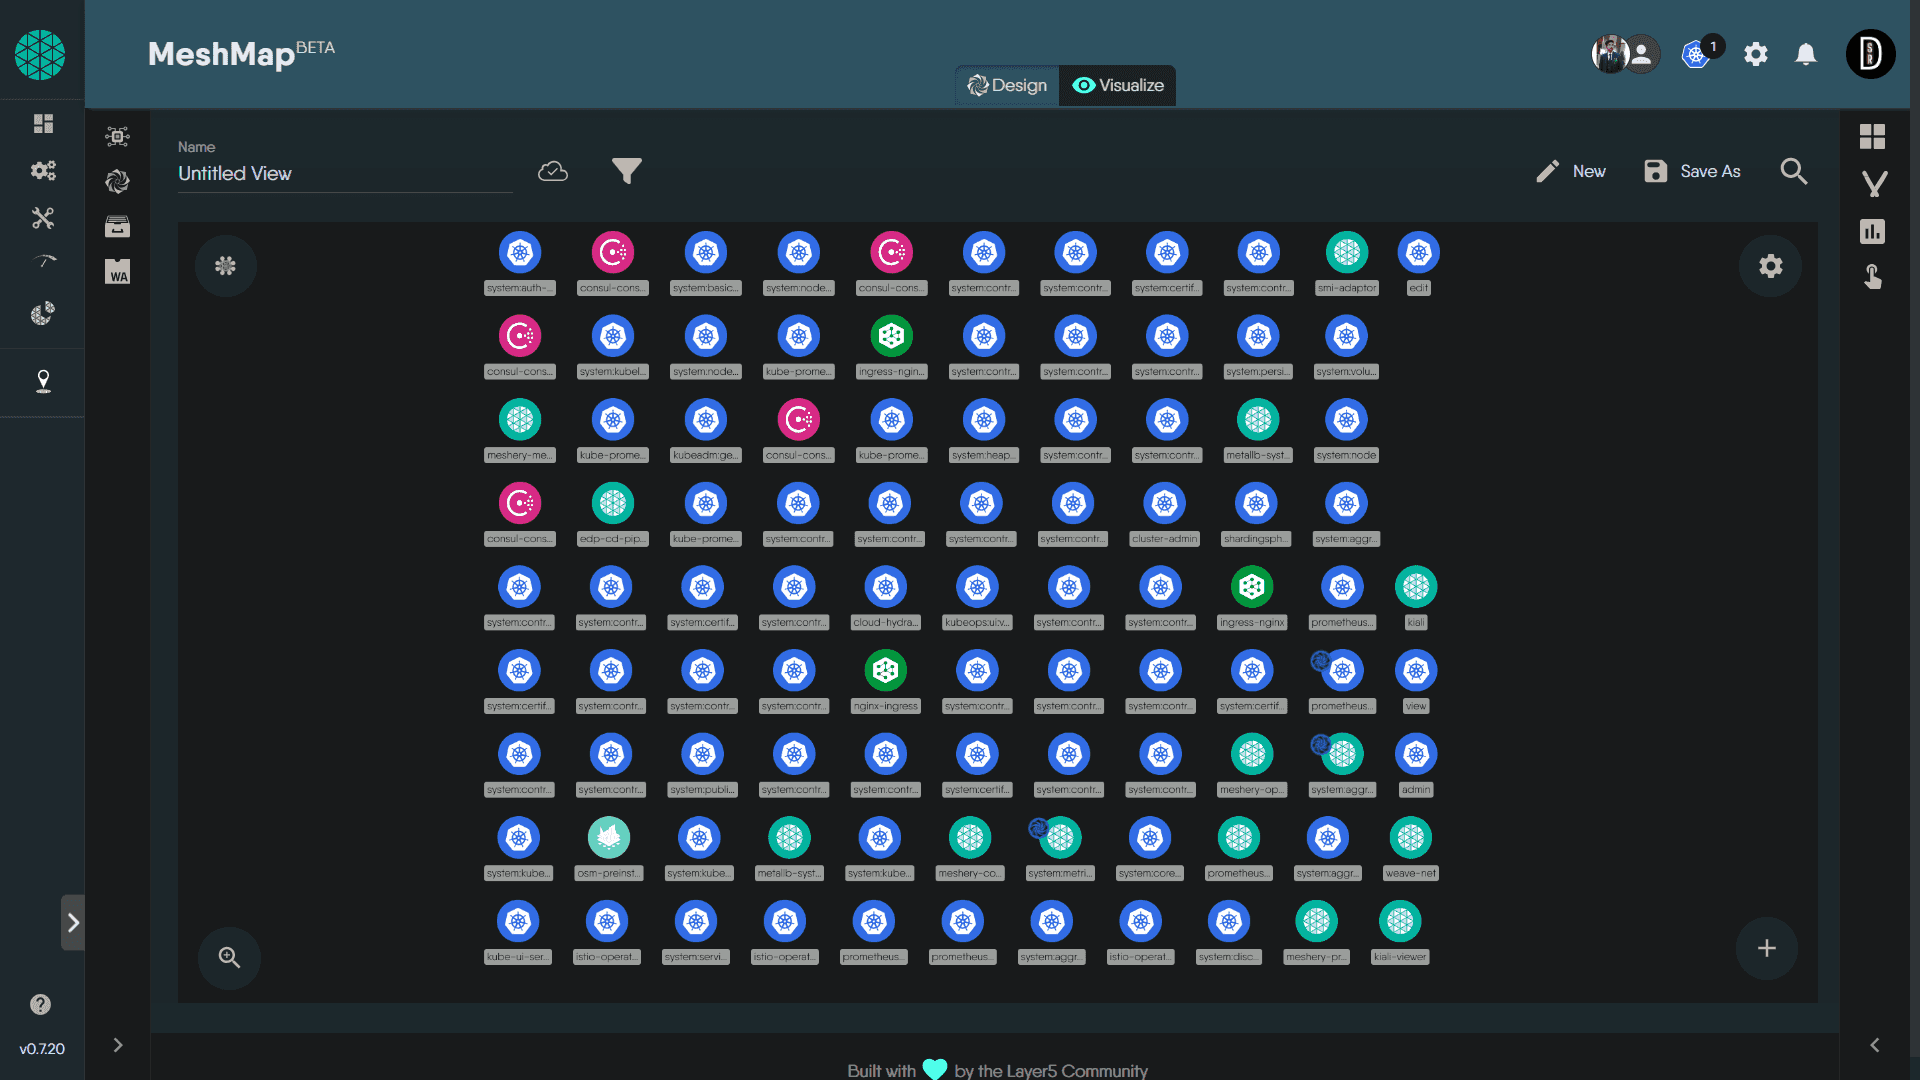 MeshMap BETA
1
Design
Visualize
Name
Untitled View
New
Save As
WA
system:auth-...
consul-cons...
system:basic...
system:node...
consul-cons...
system:contr...
system:contr...
system:certif...
system:contr...
smi-adaptor
edit
consul-cons...
system:kubel...
system:node...
kube-prome...
ingress-ngin...
system:contr...
system:contr...
system:contr...
system:persi...
system:volu...
meshery-me...
kube-prome...
kubeadm:ge...
consul-cons...
kube-prome...
system:heap...
system:contr...
system:contr...
metallb-syst...
system:node
consul-cons...
edp-cd-pip...
kube-prome...
system:contr...
system:contr...
system:contr...
system:contr...
cluster-admin
shardingsph...
system:aggr...
system:contr...
system:contr...
system:certif...
system:contr...
cloud-hydra...
kubeops:ui:v...
system:contr...
system:contr...
ingress-nginx
prometheus...
kiali
system:certif...
system:contr...
system:contr...
system:contr...
nginx-ingress
system:contr...
system:contr...
system:contr...
system:certif...
prometheus...
view
system:contr...
system:contr...
system:publi...
system:contr...
system:contr...
system:certif...
system:contr...
system:contr...
meshery-op...
system:aggr...
admin
system:kube...
osm-preinst...
system:kube...
metallb-syst...
system:kube...
meshery-co...
system:metri...
system:core...
prometheus...
system:aggr...
weave-net
kube-ui-ser...
istio-operat...
system:servi...
istio-operat...
prometheus...
prometheus...
system:aggr...
istio-operat...
system:disc...
meshery-pr...
kiali-viewer
v0.7.20
Built with by the Layer5 Community